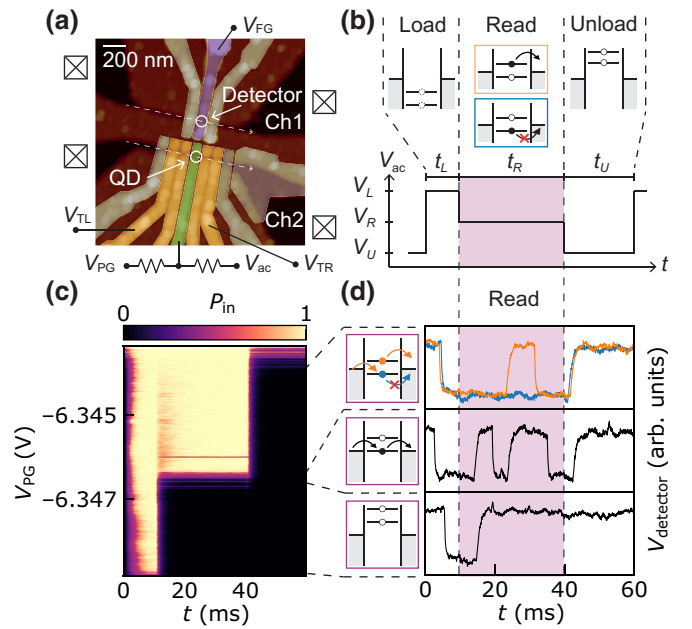 (a)
V_FG
200 nm
Detector
Ch1
QD
Ch2
V_TL
V_TR
V_PG
V_ac
(b)
Load
Read
Unload
V_ac
t_L
t_R
t_U
V_L
V_R
V_U
t
(c)
P_in
0
1
−6.345
−6.347
V_PG (V)
0
20
40
t (ms)
(d)
Read
V_detector (arb. units)
0
20
40
60
t (ms)